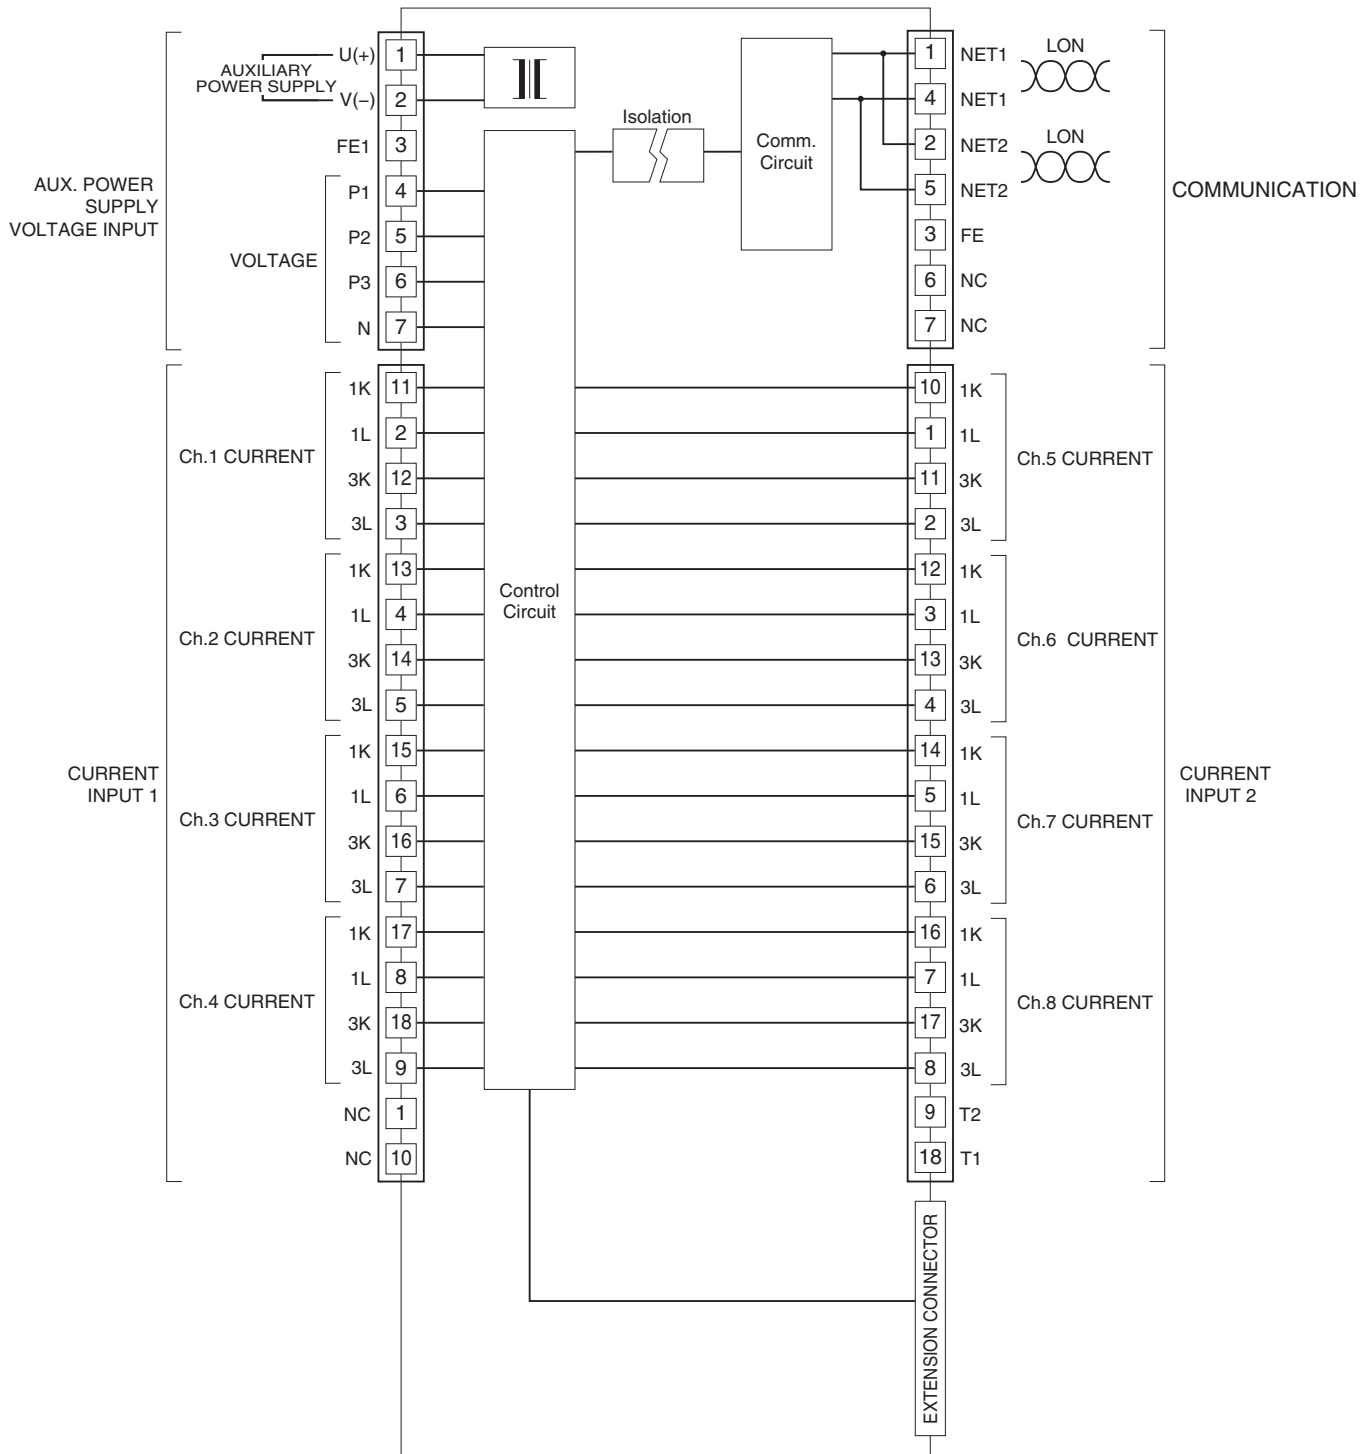 AUX. POWER
SUPPLY
VOLTAGE INPUT
AUXILIARY
POWER SUPPLY
U(+) 1
V(–) 2
FE1 3
VOLTAGE
P1 4
P2 5
P3 6
N 7
Isolation
Comm.
Circuit
1 NET1
4 NET1
2 NET2
5 NET2
3 FE
6 NC
7 NC
LON
LON
COMMUNICATION
CURRENT
INPUT 1
Ch.1 CURRENT
1K 11
1L 2
3K 12
3L 3
Ch.2 CURRENT
1K 13
1L 4
3K 14
3L 5
Ch.3 CURRENT
1K 15
1L 6
3K 16
3L 7
Ch.4 CURRENT
1K 17
1L 8
3K 18
3L 9
NC 1
NC 10
Control
Circuit
10 1K
1 1L
11 3K
2 3L
Ch.5 CURRENT
12 1K
3 1L
13 3K
4 3L
Ch.6 CURRENT
14 1K
5 1L
15 3K
6 3L
Ch.7 CURRENT
16 1K
7 1L
17 3K
8 3L
Ch.8 CURRENT
9 T2
18 T1
CURRENT
INPUT 2
EXTENSION CONNECTOR